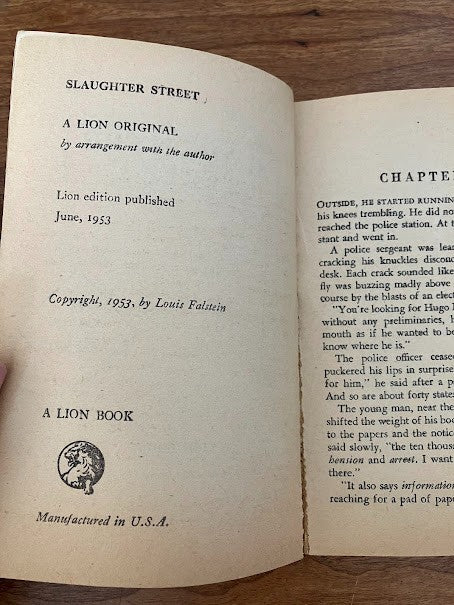 SLAUGHTER STREET
A LION ORIGINAL
by arrangement with the author
Lion edition published
June, 1953
Copyright, 1953, by Louis Falstein
A LION BOOK
Manufactured in U.S.A.
CHAPTE
OUTSIDE, HE STARTED RUNNIN
his knees trembling. He did no
reached the police station. At t
stant and went in.
A police sergeant was lea
cracking his knuckles discon
desk. Each crack sounded like
fly was buzzing madly above
course by the blasts of an elect
"You're looking for Hugo
without any preliminaries, h
mouth as if he wanted to be
know where he is."
The police officer ceased
puckered his lips in surprise
for him," he said after a p
And so are about forty state
The young man, near the
shifted the weight of his bo
to the papers and the notic
said slowly, "the ten thous
hension and arrest. I want
there."
"It also says information
reaching for a pad of pape